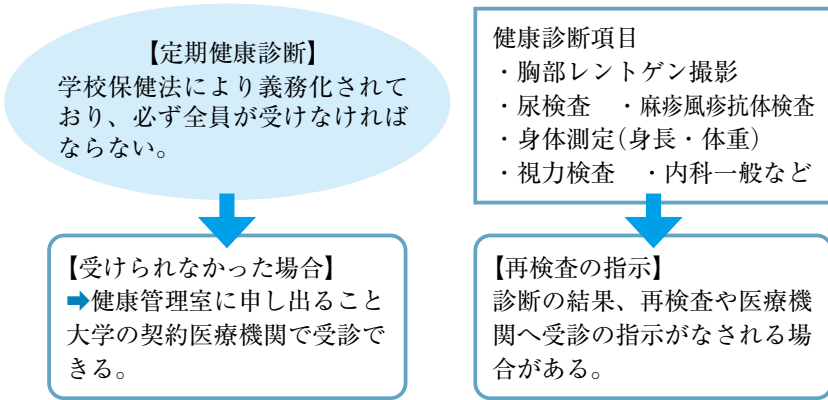 【定期健康診断】
学校保健法により義務化されて
おり、必ず全員が受けなければ
ならない。
健康診断項目
・胸部レントゲン撮影
・尿検査　・麻疹風疹抗体検査
・身体測定(身長・体重)
・視力検査　・内科一般など
【受けられなかった場合】
➡健康管理室に申し出ること
大学の契約医療機関で受診で
きる。
【再検査の指示】
診断の結果、再検査や医療機
関へ受診の指示がなされる場
合がある。